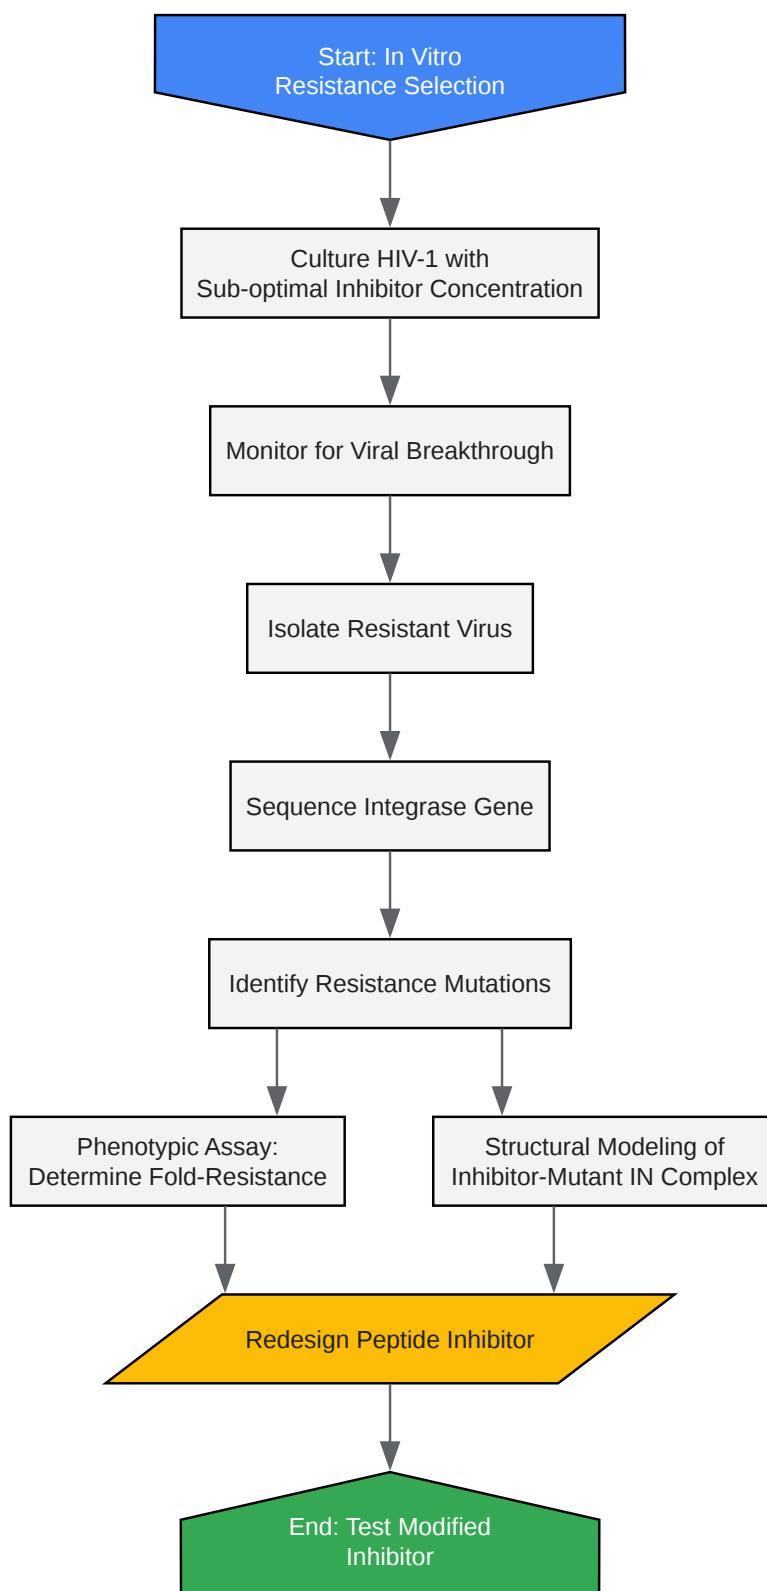 Start: In Vitro
Resistance Selection
Culture HIV-1 with
Sub-optimal Inhibitor Concentration
Monitor for Viral Breakthrough
Isolate Resistant Virus
Sequence Integrase Gene
Identify Resistance Mutations
Phenotypic Assay:
Determine Fold-Resistance
Structural Modeling of
Inhibitor-Mutant IN Complex
Redesign Peptide Inhibitor
End: Test Modified
Inhibitor